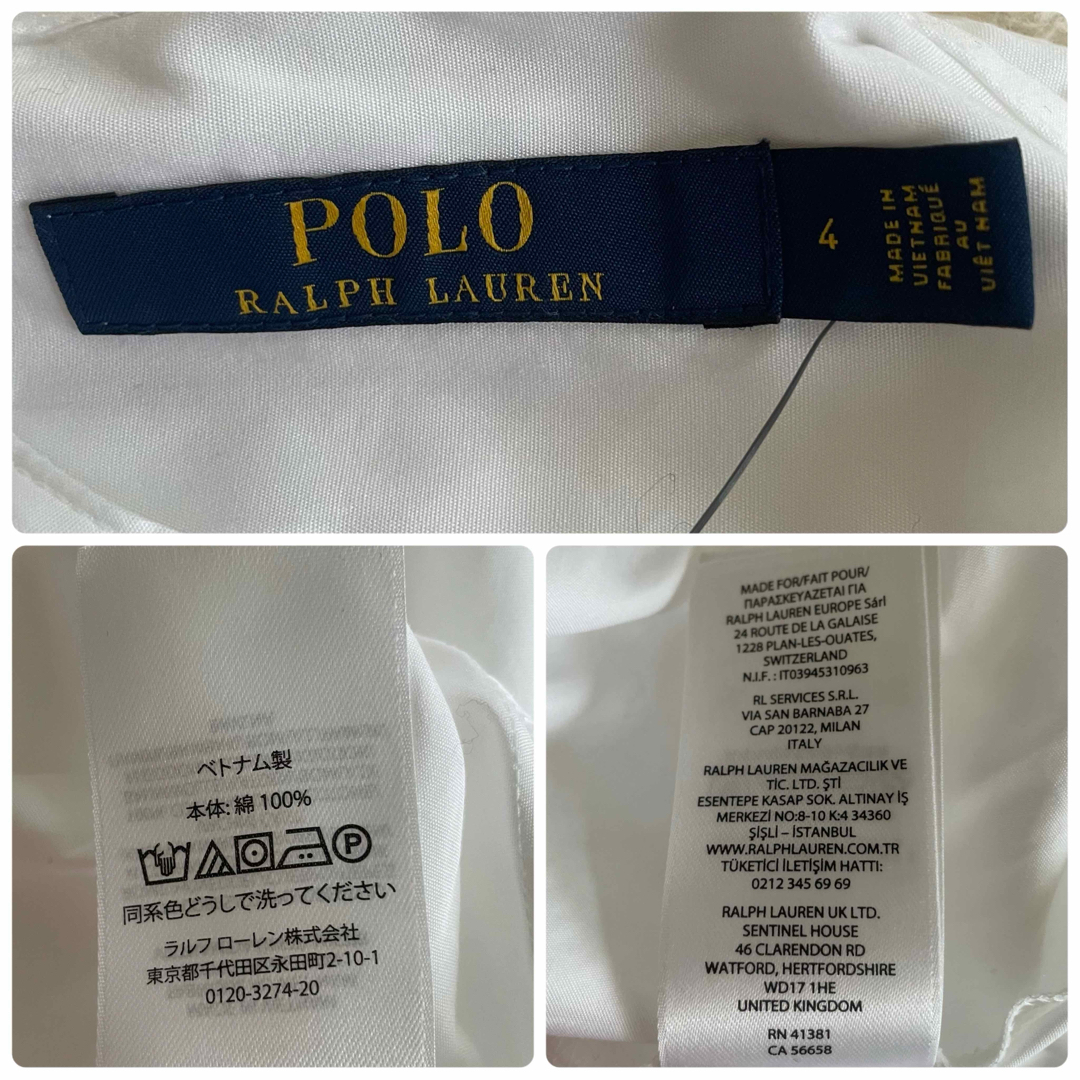 POLO
RALPH LAUREN
4
MADE IN
VIETNAM
FABRIQUÉ
AU
VIÊT NAM
ベトナム製
本体: 綿 100%
P
同系色どうしで洗ってください
ラルフ ローレン株式会社
東京都千代田区永田町2-10-1
0120-3274-20
MADE FOR/FAIT POUR/
ΠΑΡΑΣΚΕΥΑΖΕΤΑΙ ΓΙΑ
RALPH LAUREN EUROPE Sárl
24 ROUTE DE LA GALAISE
1228 PLAN-LES-OUATES,
SWITZERLAND
N.I.F. : IT03945310963
RL SERVICES S.R.L.
VIA SAN BARNABA 27
CAP 20122, MILAN
ITALY
RALPH LAUREN MAĞAZACILIK VE
TİC. LTD. ŞTİ
ESENTEPE KASAP SOK. ALTINAY İŞ
MERKEZİ NO:8-10 K:4 34360
ŞİŞLİ – İSTANBUL
WWW.RALPHLAUREN.COM.TR
TÜKETİCİ İLETİŞİM HATTI:
0212 345 69 69
RALPH LAUREN UK LTD.
SENTINEL HOUSE
46 CLARENDON RD
WATFORD, HERTFORDSHIRE
WD17 1HE
UNITED KINGDOM
RN 41381
CA 56658